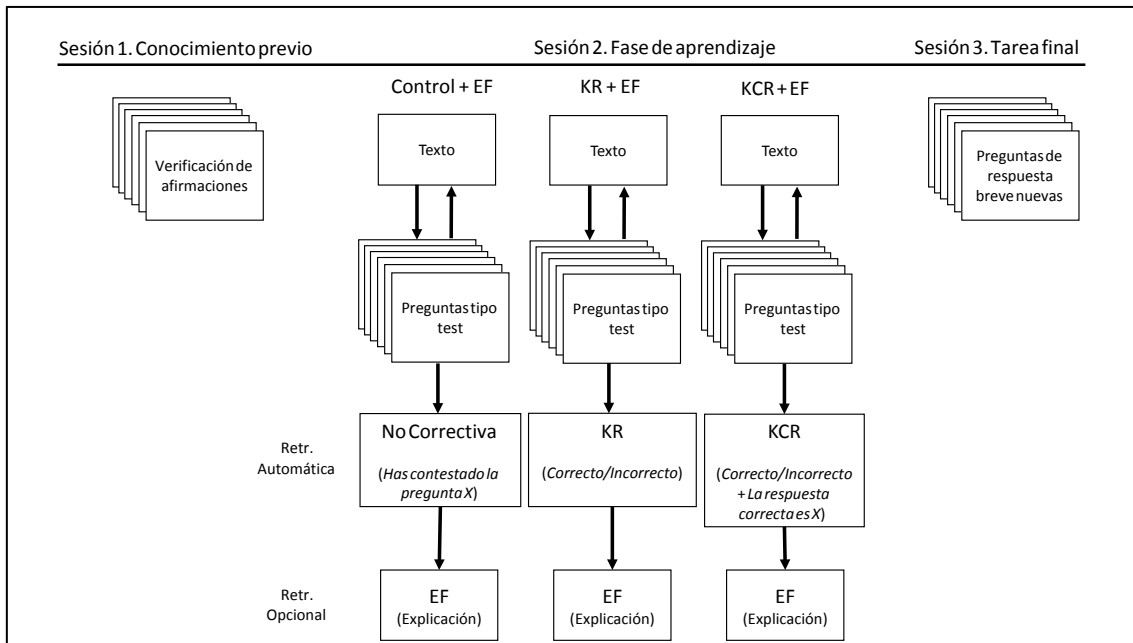 Sesión 1. Conocimiento previo
Sesión 2. Fase de aprendizaje
Sesión 3. Tarea final
Control + EF
KR + EF
KCR + EF
Verificación de
afirmaciones
Texto
Texto
Texto
Preguntas de
respuesta
breve nuevas
Preguntas tipo
test
Preguntas tipo
test
Preguntas tipo
test
Retr.
Automática
No Correctiva
(Has contestado la
pregunta X)
KR
(Correcto/Incorrecto)
KCR
(Correcto/Incorrecto
+ La respuesta
correcta es X)
Retr.
Opcional
EF
(Explicación)
EF
(Explicación)
EF
(Explicación)